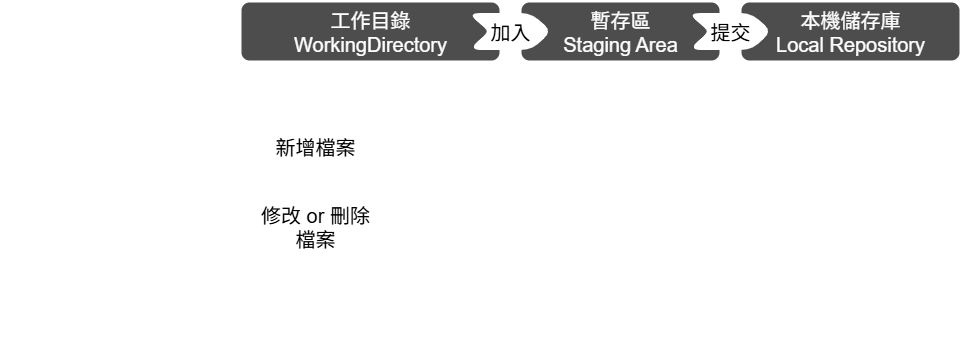 工作目錄
WorkingDirectory
加入
暫存區
Staging Area
提交
本機儲存庫
Local Repository
新增檔案
修改 or 刪除
檔案